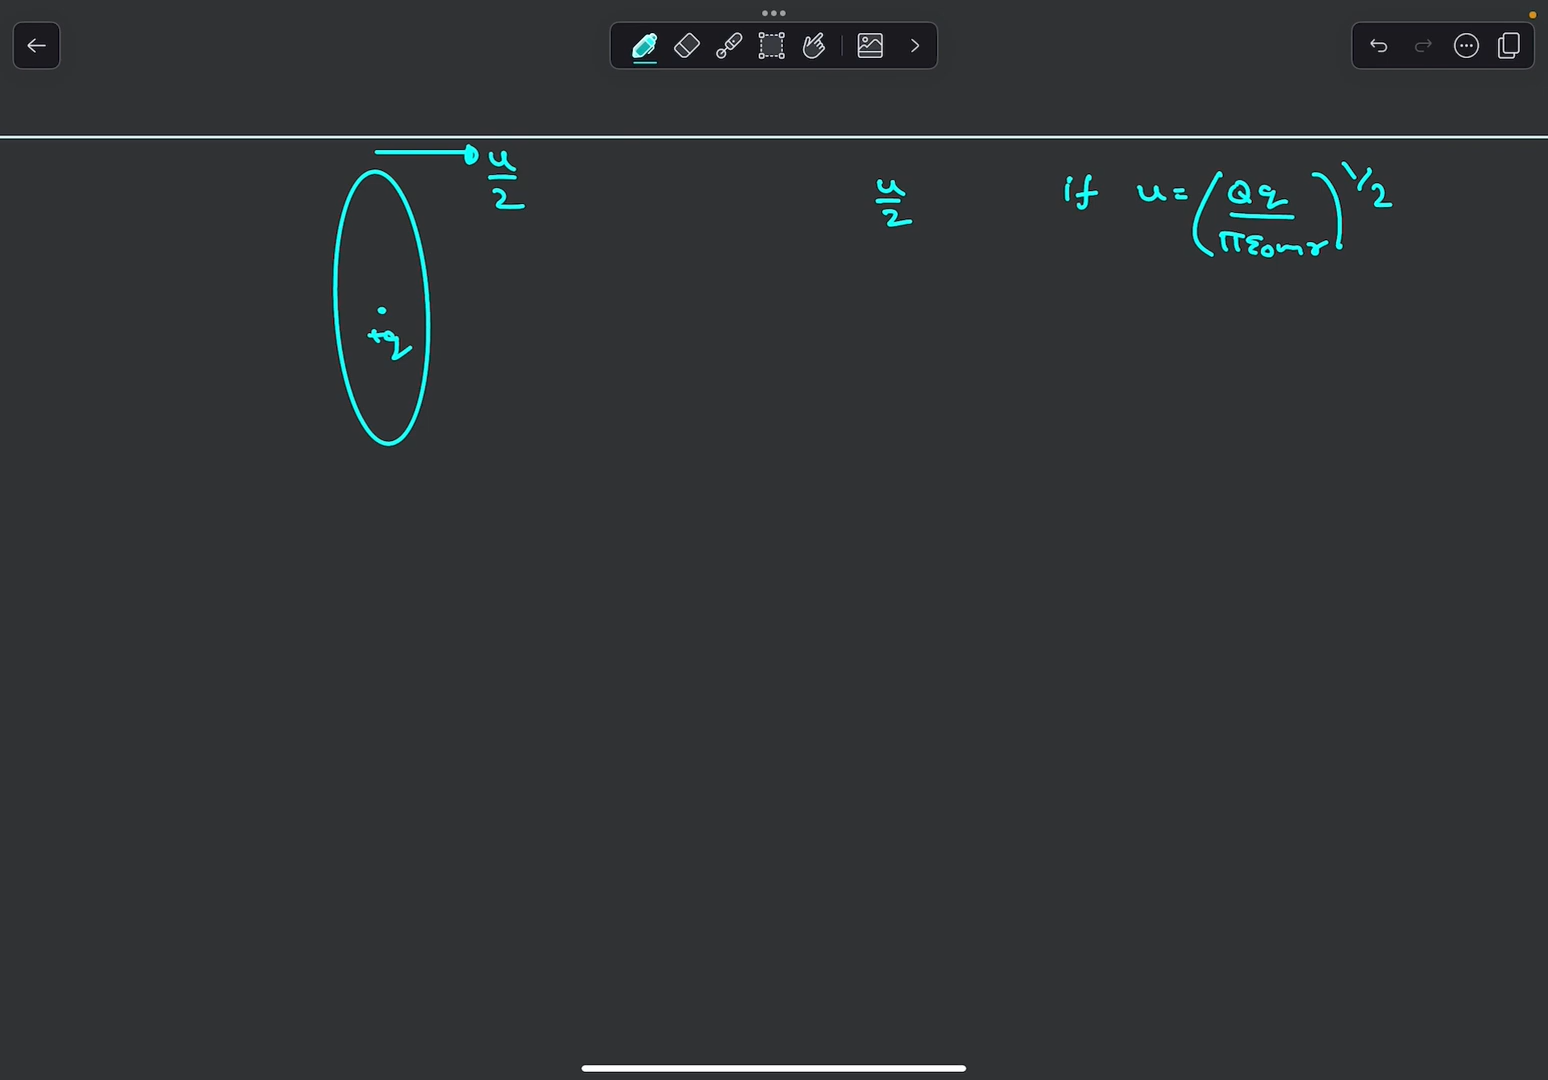 u/2
u/2 if u = (Qq/πε₀mr)^1/2
+q